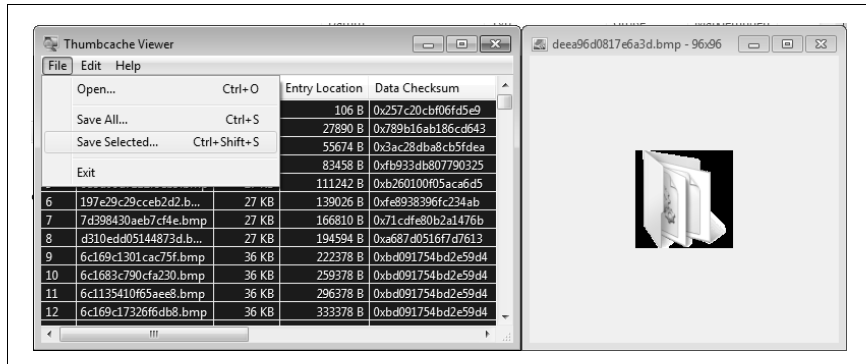 Thumbcache Viewer
File Edit Help
Open... Ctrl+O
Save All... Ctrl+S
Save Selected... Ctrl+Shift+S
Exit
Entry Location Data Checksum
106 B 0x257c20cbf06fd5e9
27890 B 0x789b16ab186cd643
55674 B 0x3ac28dba8cb5fdea
83458 B 0xfb933db807790325
111242 B 0xb260100f05aca6d5
6 197e29c29cceb2d2.b... 27 KB 139026 B 0xfe8938396fc234ab
7 7d398430aeb7cf4e.bmp 27 KB 166810 B 0x71cdfe80b2a1476b
8 d310edd05144873d.b... 27 KB 194594 B 0xa687d0516f7d7613
9 6c169c1301cac75f.bmp 36 KB 222378 B 0xbd091754bd2e59d4
10 6c1683c790cfa230.bmp 36 KB 259378 B 0xbd091754bd2e59d4
11 6c1135410f65aee8.bmp 36 KB 296378 B 0xbd091754bd2e59d4
12 6c169c17326f6db8.bmp 36 KB 333378 B 0xbd091754bd2e59d4
deea96d0817e6a3d.bmp - 96x96